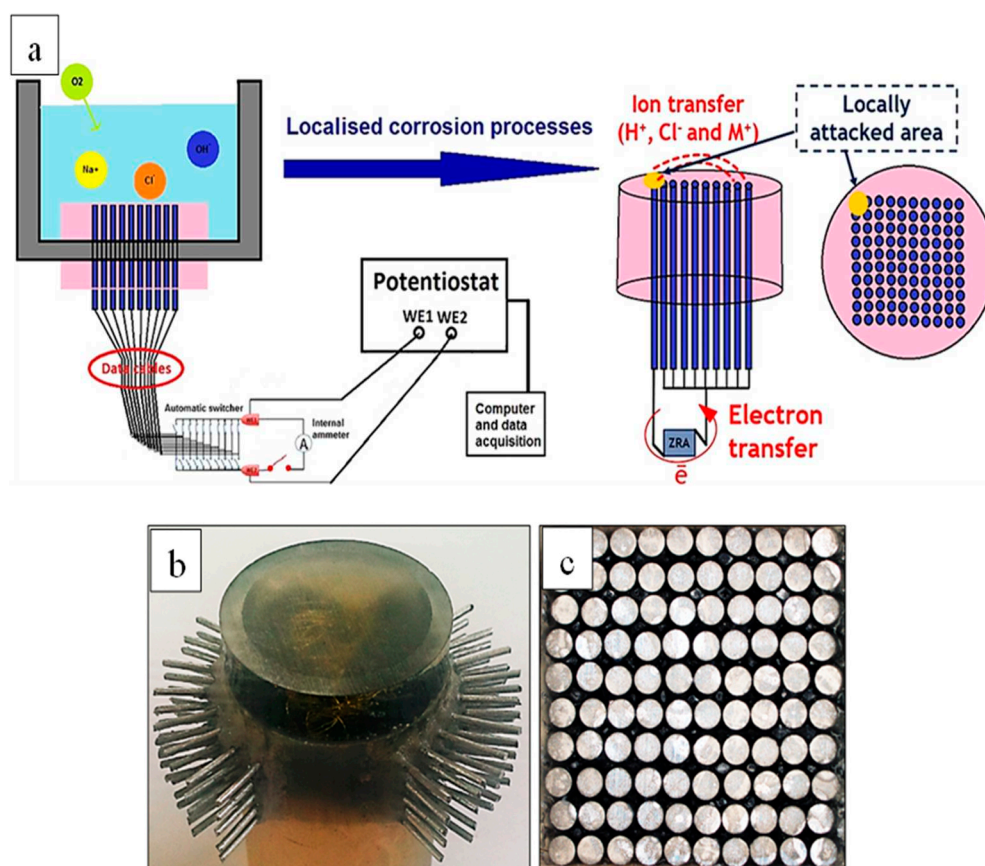 a
O2
Na+
Cl⁻
OH⁻
Localised corrosion processes
Ion transfer
(H⁺, Cl⁻ and M⁺)
Locally
attacked area
Potentiostat
WE1 WE2
Data cables
Automatic switcher
Internal
ammeter
A
Computer
and data
acquisition
ZRA
ē
Electron
transfer
b
c